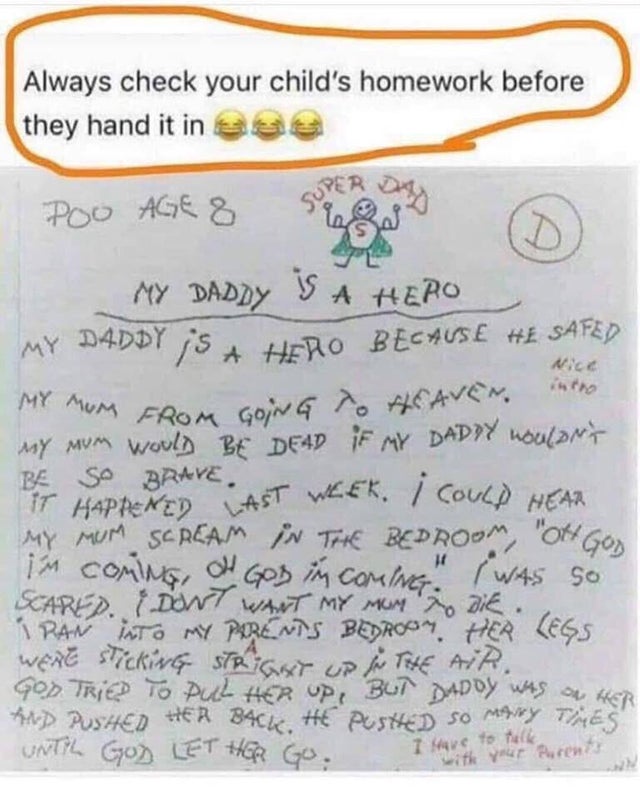 Always check your child's homework before
they hand it in 😂😂😂
SUPER DAD
POO AGE 8
S
D
MY DADDY iS A HERO
MY DADDY iS A HERO BECAUSE HE SAFED
Nice
intro
MY MUM FROM GOiNG TO HEAVEN.
MY MUM WOULD BE DEAD iF MY DADDY WOULDN'T
BE SO BRAVE.
iT HAPPENED LAST WEEK. i COULD HEAR
MY MUM SCREAM iN THE BEDROOM, "OH GOD
i'M COMiNG, OH GOD iM COMiNG." i WAS SO
SCARED. i DON'T WANT MY MUM TO DiE.
i RAN iNTO MY PARENTS BEDROOM. HER LEGS
WERE STiCKiNG STRAiGHT UP iN THE AiR.
GOD TRiED TO PULL HER UP, BUT DADDY WAS ON HER
AND PUSHED HER BACK. HE PUSHED SO MANY TiMES
UNTiL GOD LET HER GO.
I Have to talk
with your Parents